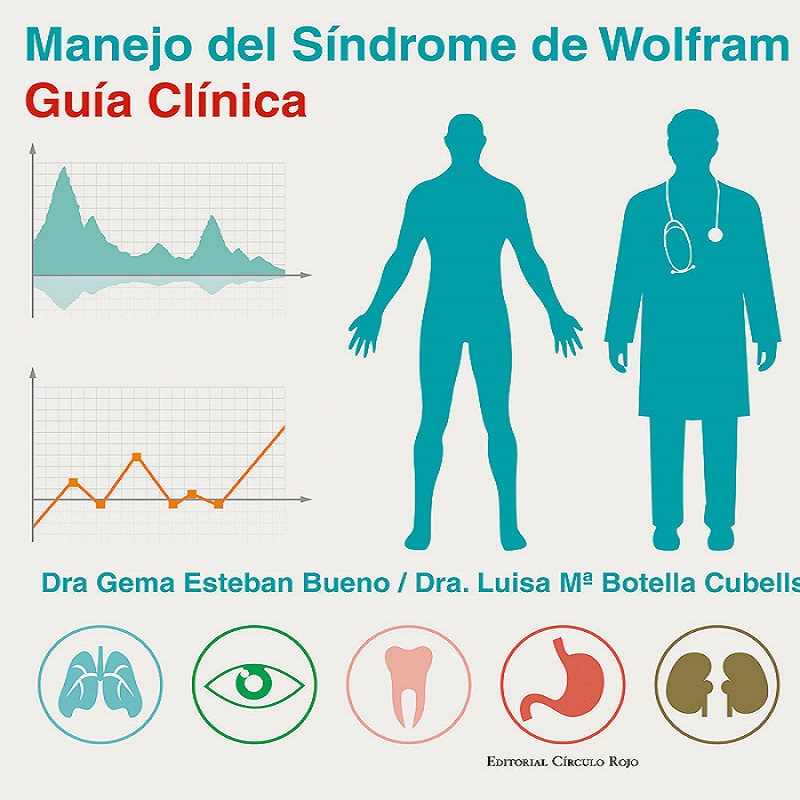 Manejo del Síndrome de Wolfram
Guía Clínica
Dra Gema Esteban Bueno / Dra. Luisa Mª Botella Cubells
Editorial Círculo Rojo